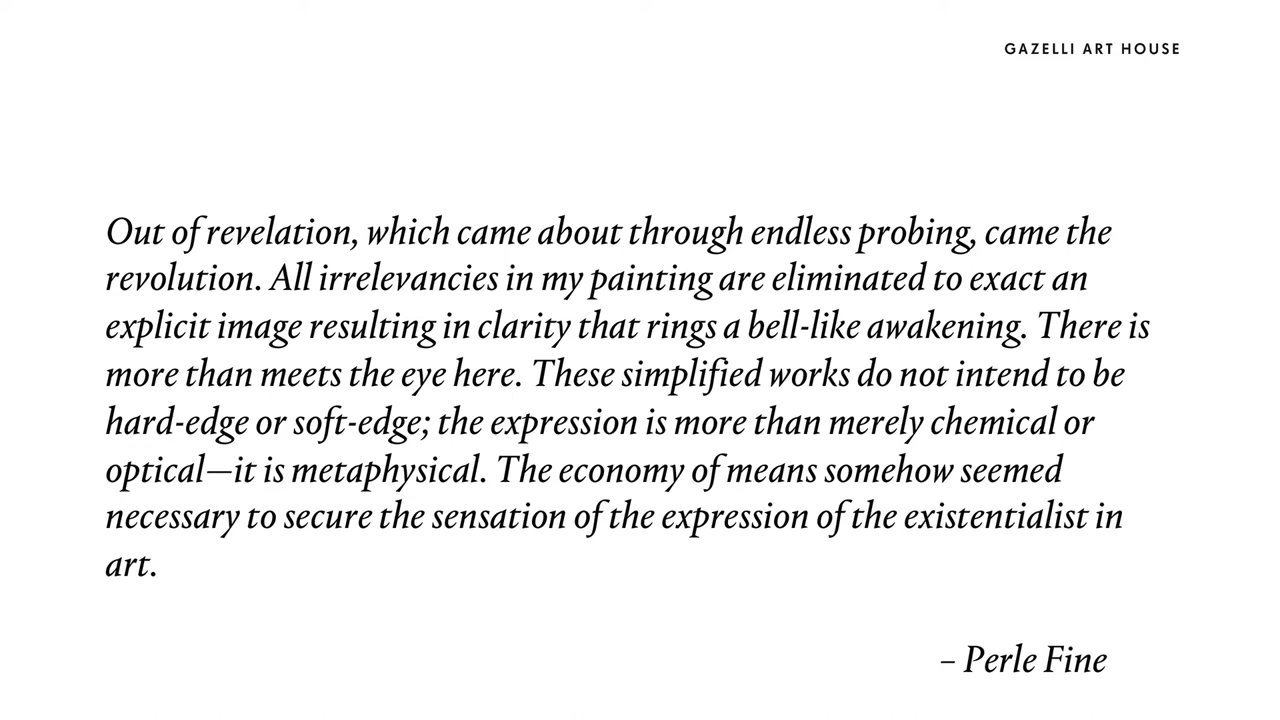 GAZELLI ART HOUSE
Out of revelation, which came about through endless probing, came the
revolution. All irrelevancies in my painting are eliminated to exact an
explicit image resulting in clarity that rings a bell-like awakening. There is
more than meets the eye here. These simplified works do not intend to be
hard-edge or soft-edge; the expression is more than merely chemical or
optical—it is metaphysical. The economy of means somehow seemed
necessary to secure the sensation of the expression of the existentialist in
art.
– Perle Fine